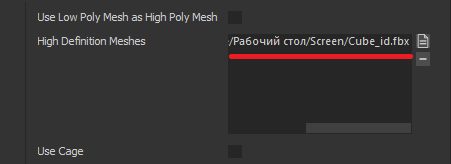 Use Low Poly Mesh as High Poly Mesh
High Definition Meshes
/Рабочий стол/Screen/Cube_id.fbx
Use Cage